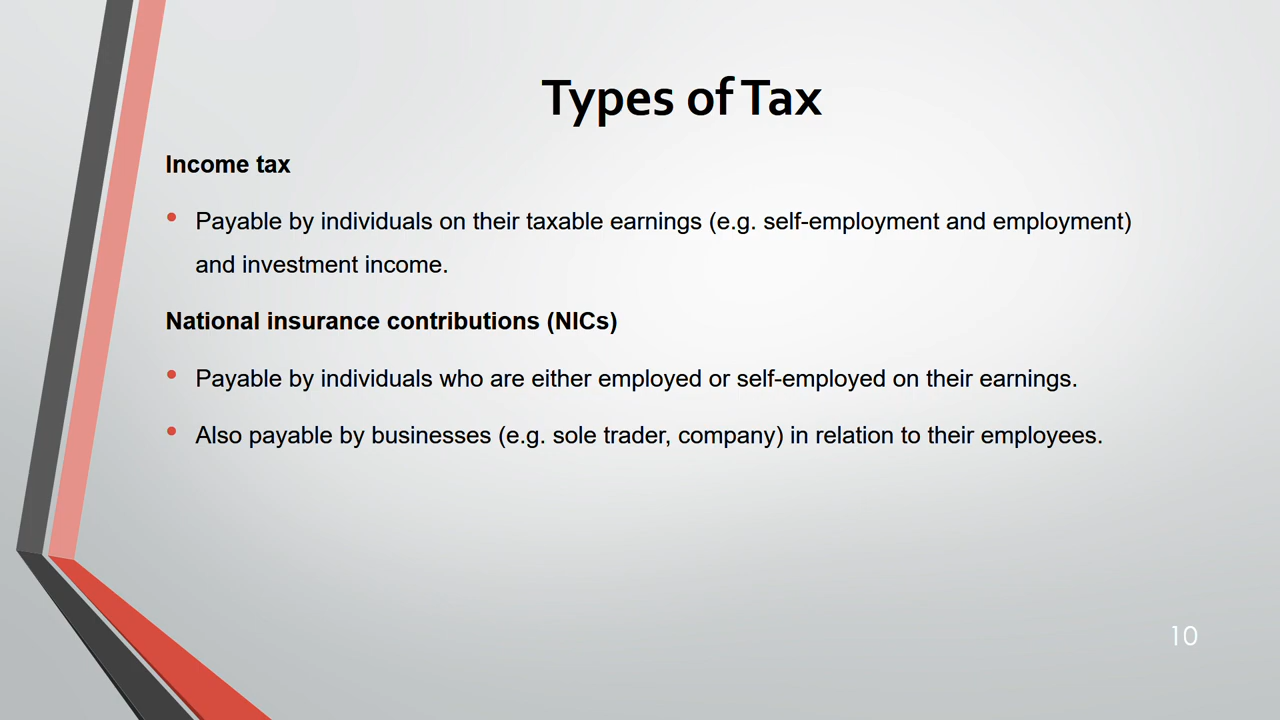 Types of Tax
Income tax
• Payable by individuals on their taxable earnings (e.g. self-employment and employment)
and investment income.
National insurance contributions (NICs)
• Payable by individuals who are either employed or self-employed on their earnings.
• Also payable by businesses (e.g. sole trader, company) in relation to their employees.
10